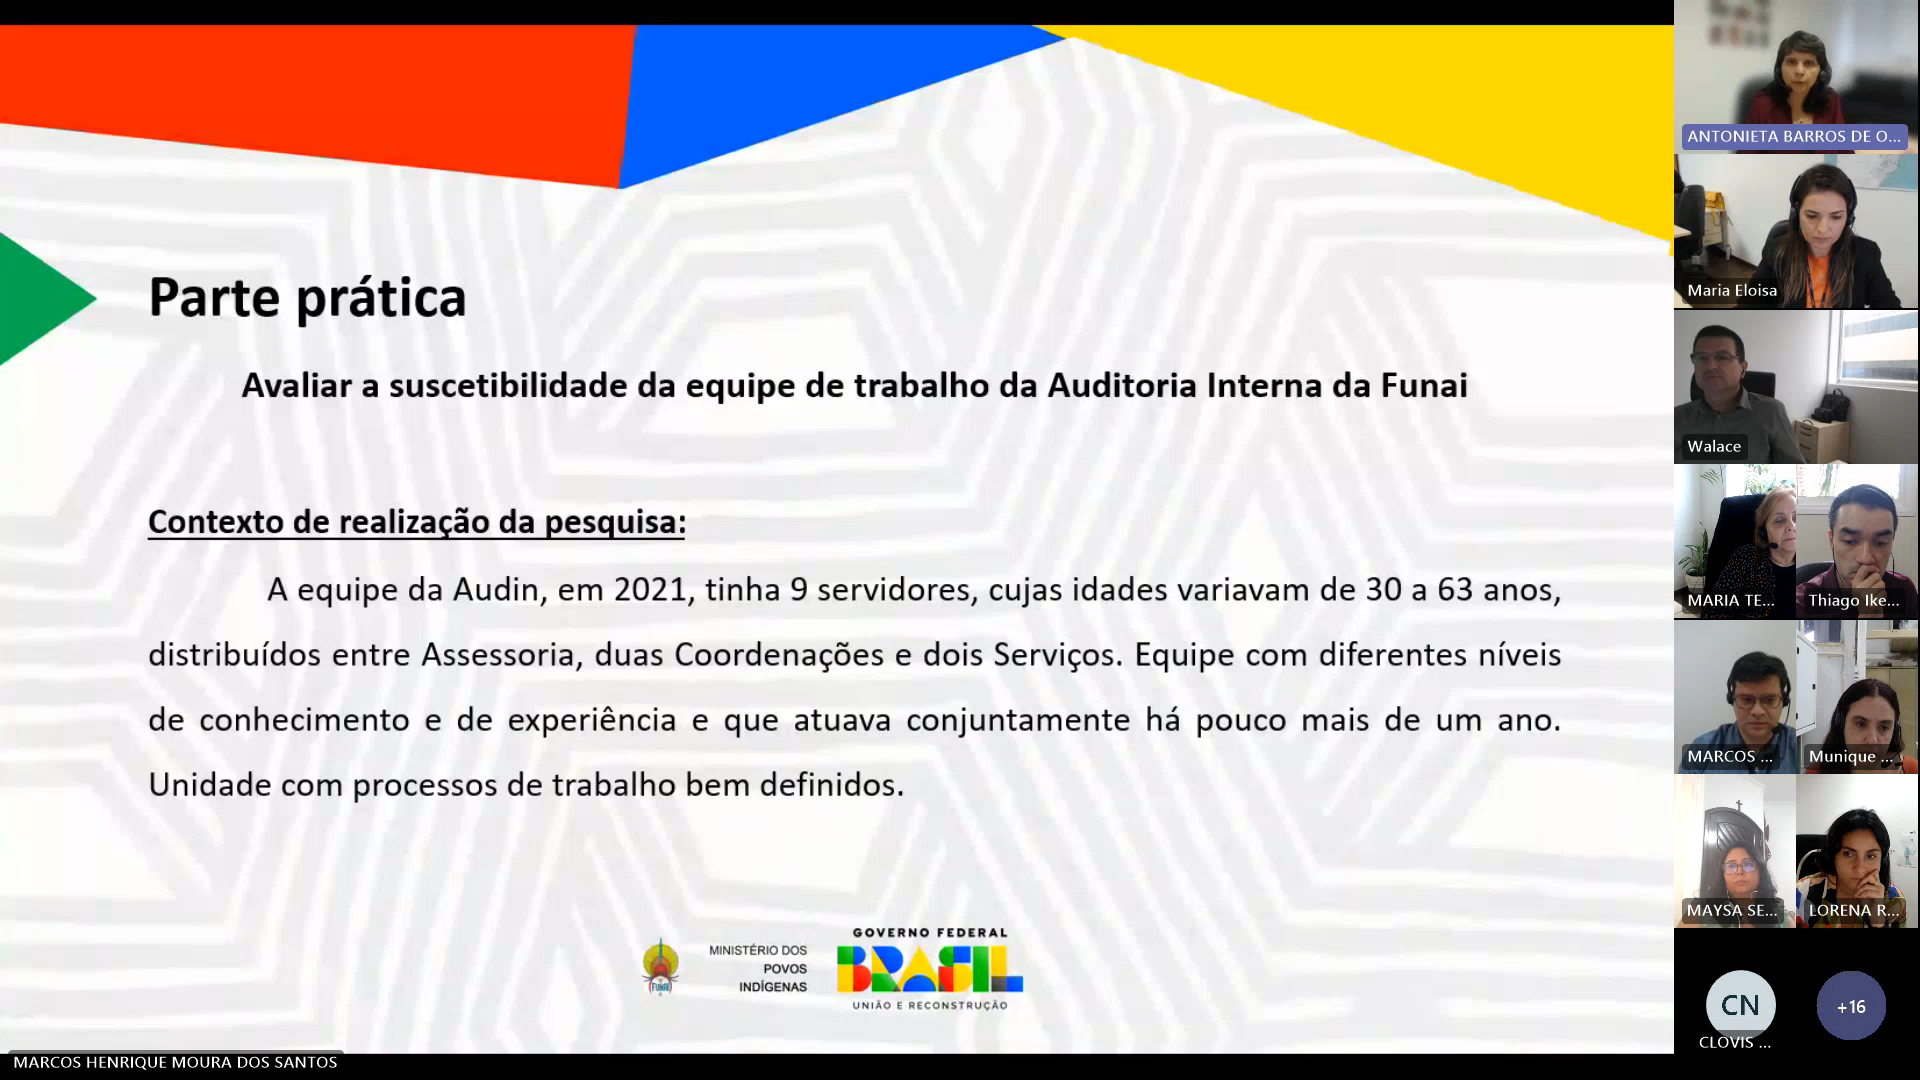 Parte prática
Avaliar a suscetibilidade da equipe de trabalho da Auditoria Interna da Funai
Contexto de realização da pesquisa:
A equipe da Audin, em 2021, tinha 9 servidores, cujas idades variavam de 30 a 63 anos,
distribuídos entre Assessoria, duas Coordenações e dois Serviços. Equipe com diferentes níveis
de conhecimento e de experiência e que atuava conjuntamente há pouco mais de um ano.
Unidade com processos de trabalho bem definidos.
FUNAI
MINISTÉRIO DOS
POVOS
INDÍGENAS
GOVERNO FEDERAL
BRASIL
UNIÃO E RECONSTRUÇÃO
MARCOS HENRIQUE MOURA DOS SANTOS
ANTONIETA BARROS DE O...
Maria Eloisa
Walace
MARIA TE...
Thiago Ike...
MARCOS ...
Munique ...
MAYSA SE...
LORENA R...
CN
CLOVIS ...
+16